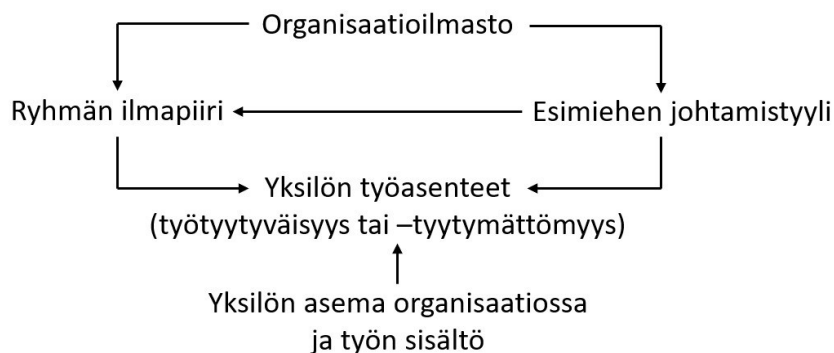 Organisaatioilmasto
Ryhmän ilmapiiri
Esimiehen johtamistyyli
Yksilön työasenteet
(työtyytyväisyys tai –tyytymättömyys)
Yksilön asema organisaatiossa
ja työn sisältö